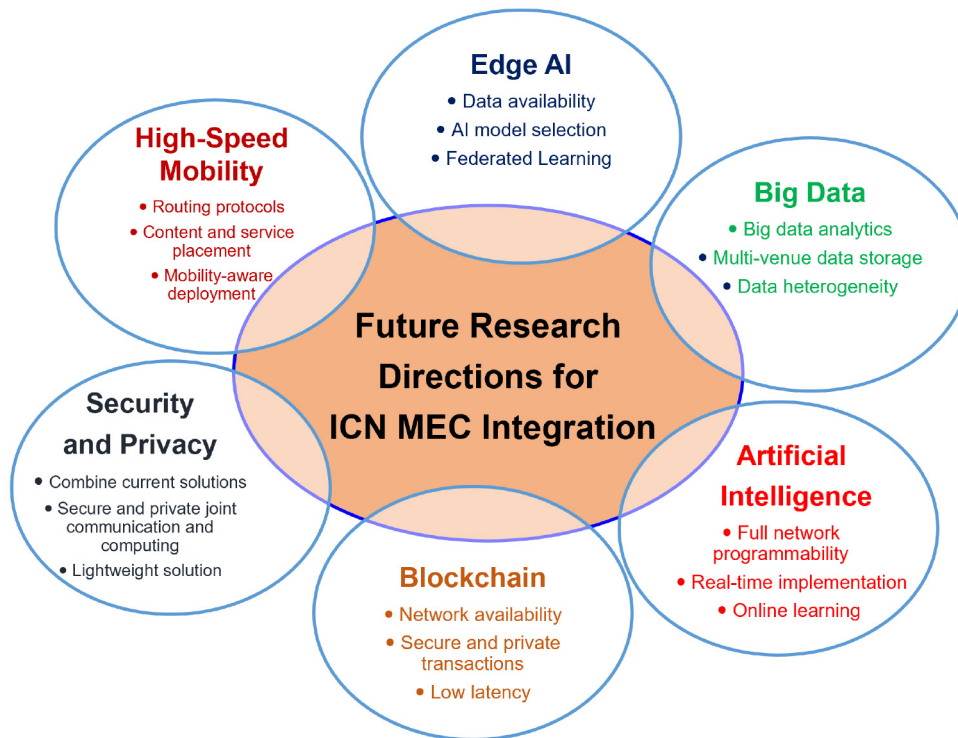 Edge AI
• Data availability
• AI model selection
• Federated Learning
High-Speed
Mobility
• Routing protocols
• Content and service
placement
• Mobility-aware
deployment
Big Data
• Big data analytics
• Multi-venue data storage
• Data heterogeneity
Future Research
Directions for
ICN MEC Integration
Security
and Privacy
• Combine current solutions
• Secure and private joint
communication and
computing
• Lightweight solution
Artificial
Intelligence
• Full network
programmability
• Real-time implementation
• Online learning
Blockchain
• Network availability
• Secure and private
transactions
• Low latency